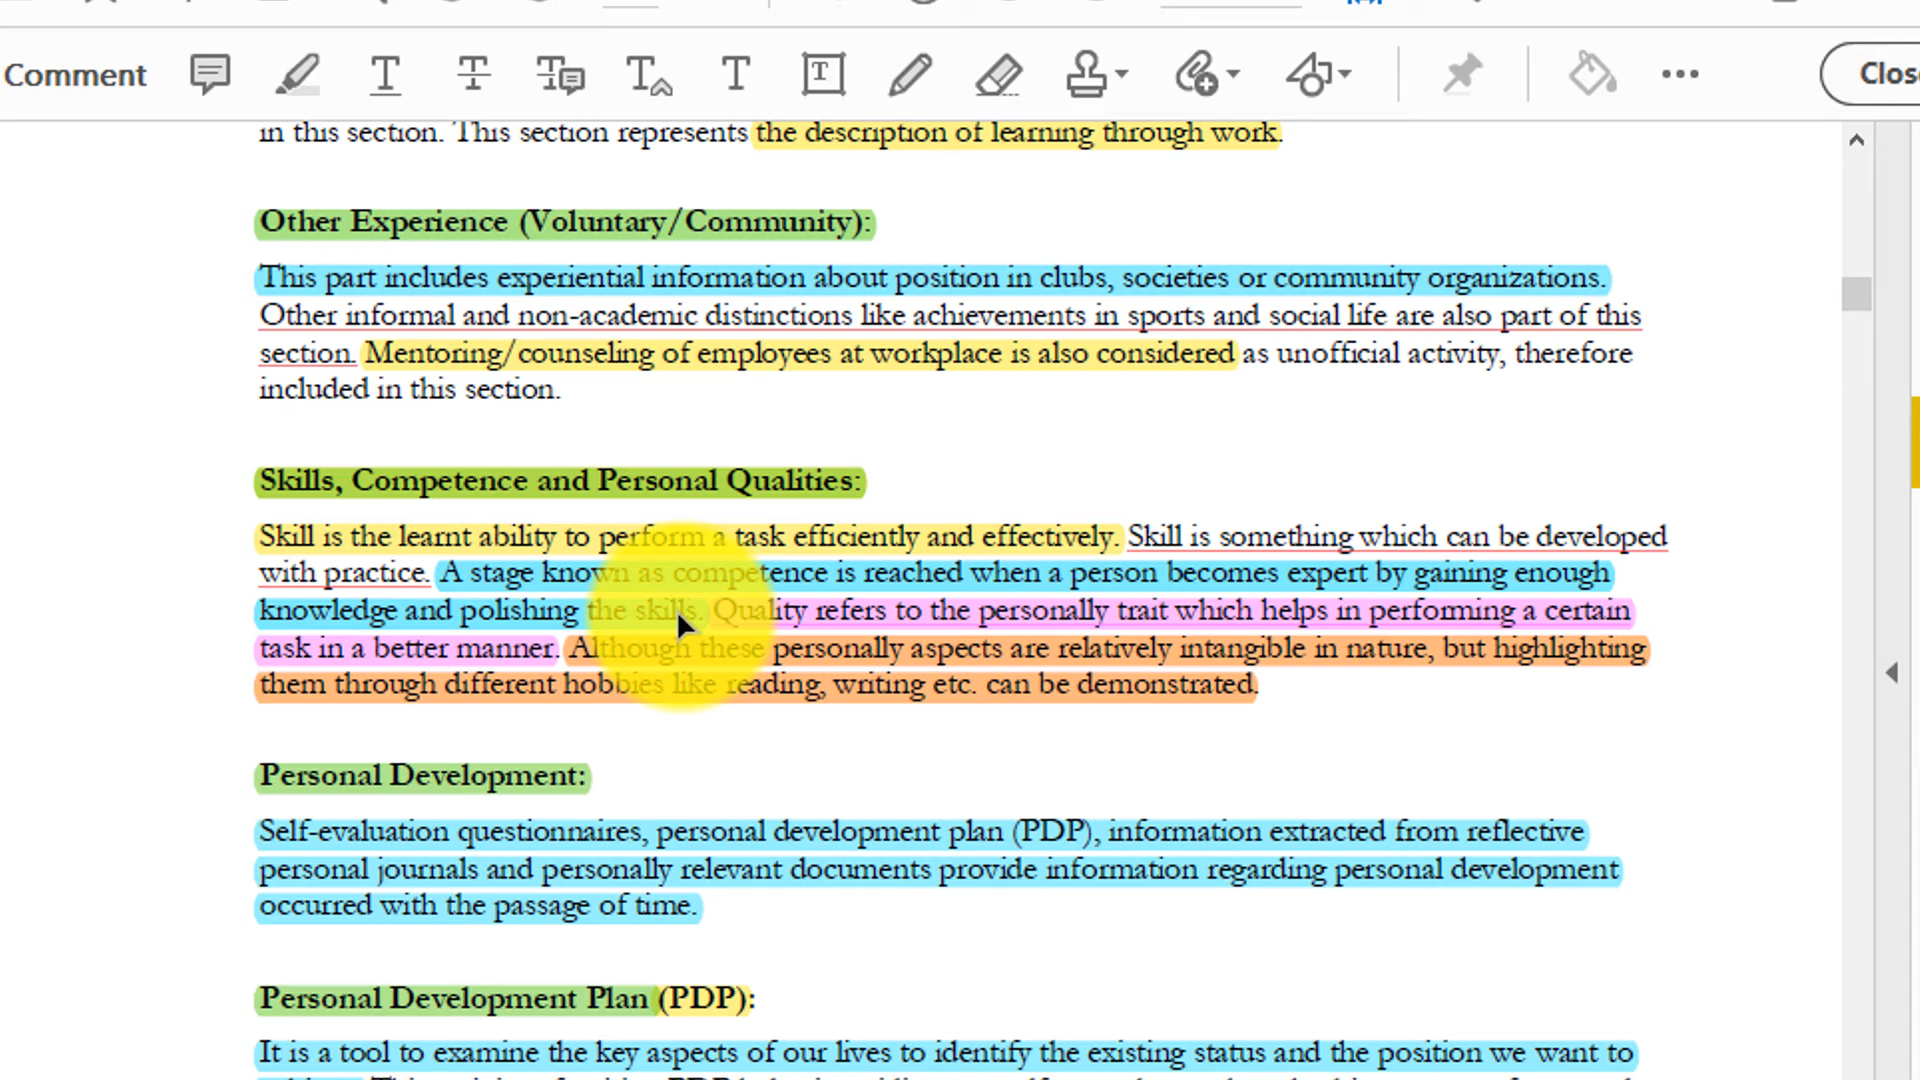 Comment
Clos
in this section. This section represents the description of learning through work.
Other Experience (Voluntary/Community):
This part includes experiential information about position in clubs, societies or community organizations.
Other informal and non-academic distinctions like achievements in sports and social life are also part of this
section. Mentoring/counseling of employees at workplace is also considered as unofficial activity, therefore
included in this section.
Skills, Competence and Personal Qualities:
Skill is the learnt ability to perform a task efficiently and effectively. Skill is something which can be developed
with practice. A stage known as competence is reached when a person becomes expert by gaining enough
knowledge and polishing the skills. Quality refers to the personally trait which helps in performing a certain
task in a better manner. Although these personally aspects are relatively intangible in nature, but highlighting
them through different hobbies like reading, writing etc. can be demonstrated.
Personal Development:
Self-evaluation questionnaires, personal development plan (PDP), information extracted from reflective
personal journals and personally relevant documents provide information regarding personal development
occurred with the passage of time.
Personal Development Plan (PDP):
It is a tool to examine the key aspects of our lives to identify the existing status and the position we want to